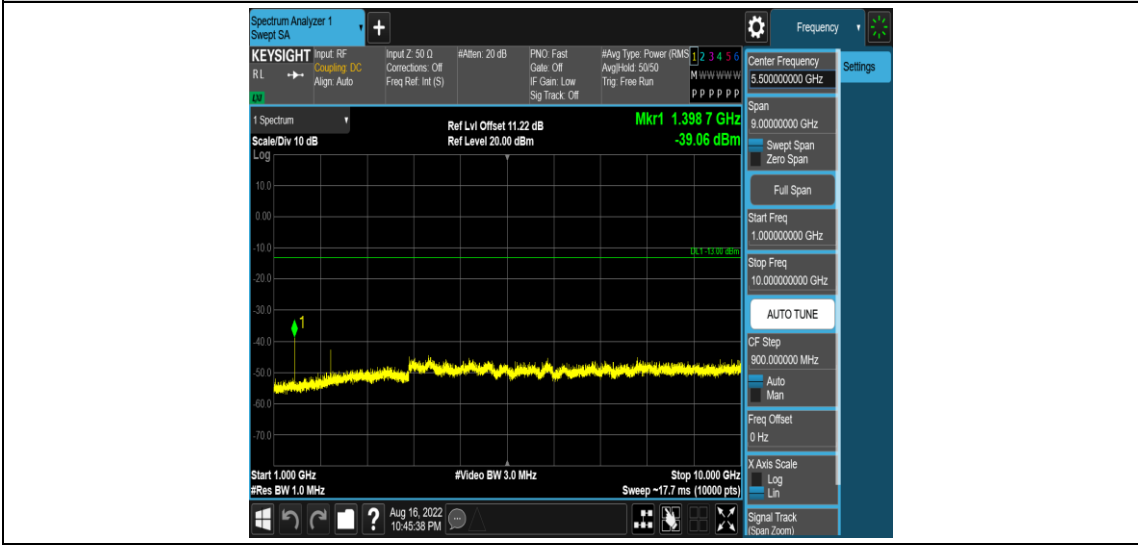 Spectrum Analyzer 1
Swept SA
+
Frequency
KEYSIGHT
RL
LXI
Input: RF
Coupling: DC
Align: Auto
Input Z: 50 Ω
Corrections: Off
Freq Ref: Int (S)
#Atten: 20 dB
PNO: Fast
Gate: Off
IF Gain: Low
Sig Track: Off
#Avg Type: Power (RMS
Avg|Hold: 50/50
Trig: Free Run
1 2 3 4 5 6
M W W W W W
P P P P P P
1 Spectrum
Scale/Div 10 dB
Log
Ref Lvl Offset 11.22 dB
Ref Level 20.00 dBm
Mkr1 1.398 7 GHz
-39.06 dBm
10.0
0.00
-10.0
DL1 -13.00 dBm
-20.0
-30.0
1
-40.0
-50.0
-60.0
-70.0
Start 1.000 GHz
#Res BW 1.0 MHz
#Video BW 3.0 MHz
Stop 10.000 GHz
Sweep ~17.7 ms (10000 pts)
?
Aug 16, 2022
10:45:38 PM
Center Frequency
5.500000000 GHz
Settings
Span
9.00000000 GHz
Swept Span
Zero Span
Full Span
Start Freq
1.000000000 GHz
Stop Freq
10.000000000 GHz
AUTO TUNE
CF Step
900.000000 MHz
Auto
Man
Freq Offset
0 Hz
X Axis Scale
Log
Lin
Signal Track
(Span Zoom)